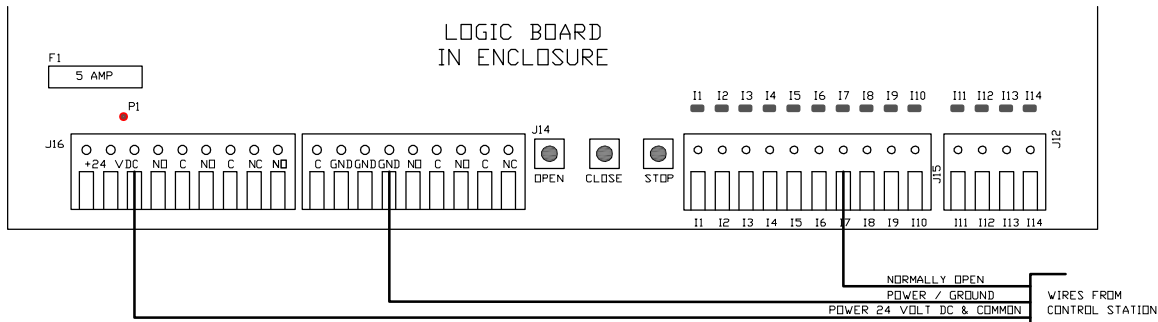 LOGIC BOARD
IN ENCLOSURE
F1
5 AMP
P1
I1 I2 I3 I4 I5 I6 I7 I8 I9 I10 I11 I12 I13 I14
J16
J14
J12
+24 VDC NO C NO C NC NO
C GND GND GND NO C NO C NC
J15
OPEN CLOSE STOP
I1 I2 I3 I4 I5 I6 I7 I8 I9 I10 I11 I12 I13 I14
NORMALLY OPEN
POWER / GROUND
POWER 24 VOLT DC & COMMON
WIRES FROM
CONTROL STATION